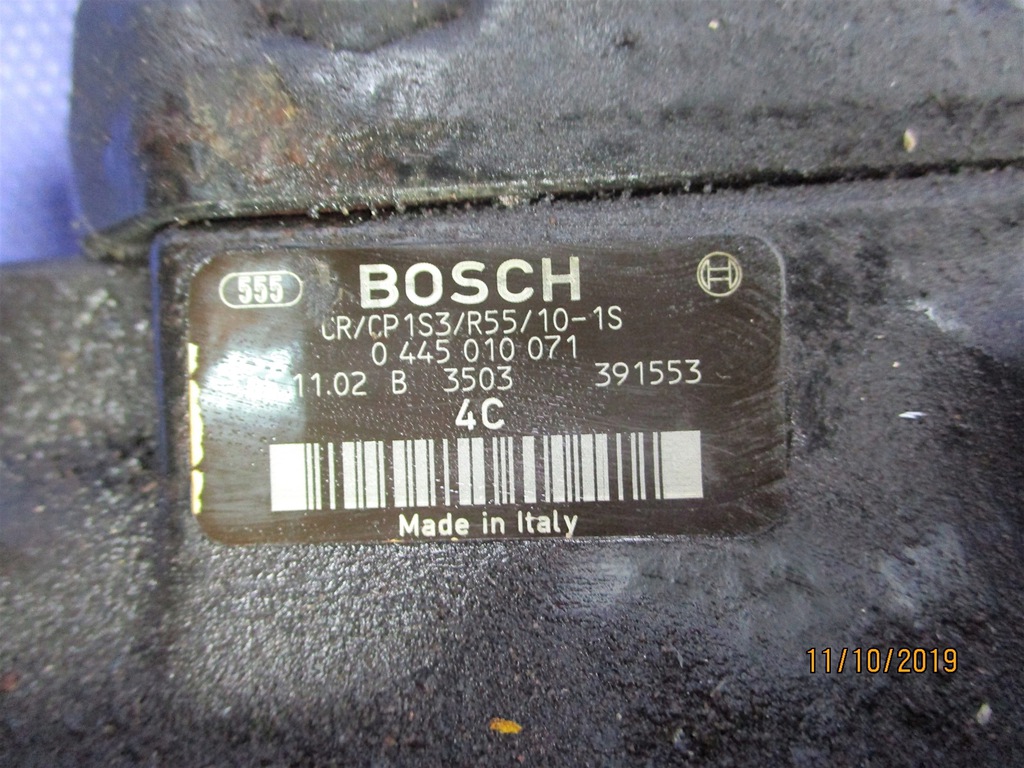 555 BOSCH
CR/CP1S3/R55/10-1S
0 445 010 071
11.02 B 3503 391553
4C
Made in Italy
11/10/2019